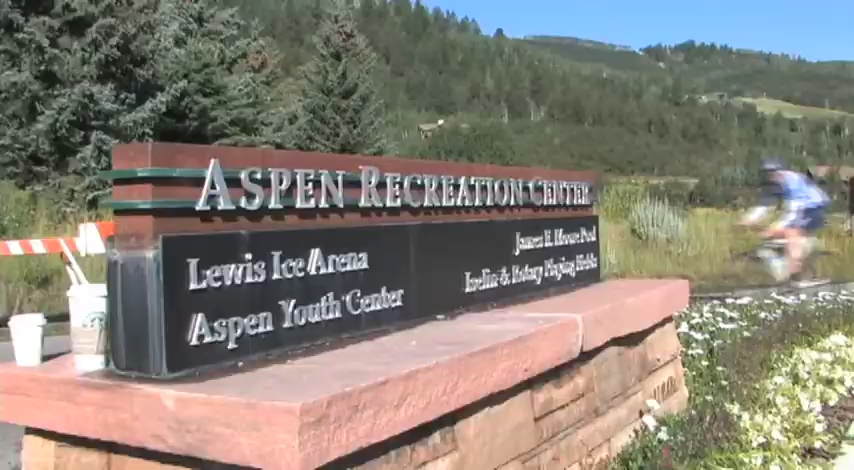 ASPEN RECREATION CENTER
Lewis Ice Arena
Aspen Youth Center
James E. Moore Pool
Iselin & Rotary Playing Fields